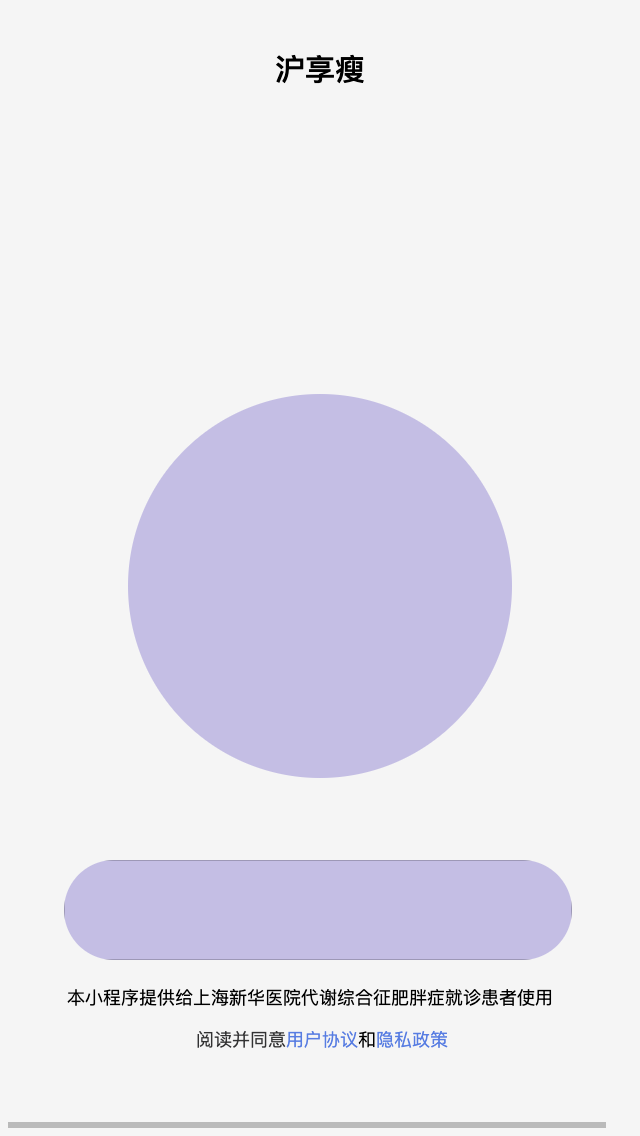 沪享瘦
本小程序提供给上海新华医院代谢综合征肥胖症就诊患者使用
阅读并同意用户协议和隐私政策